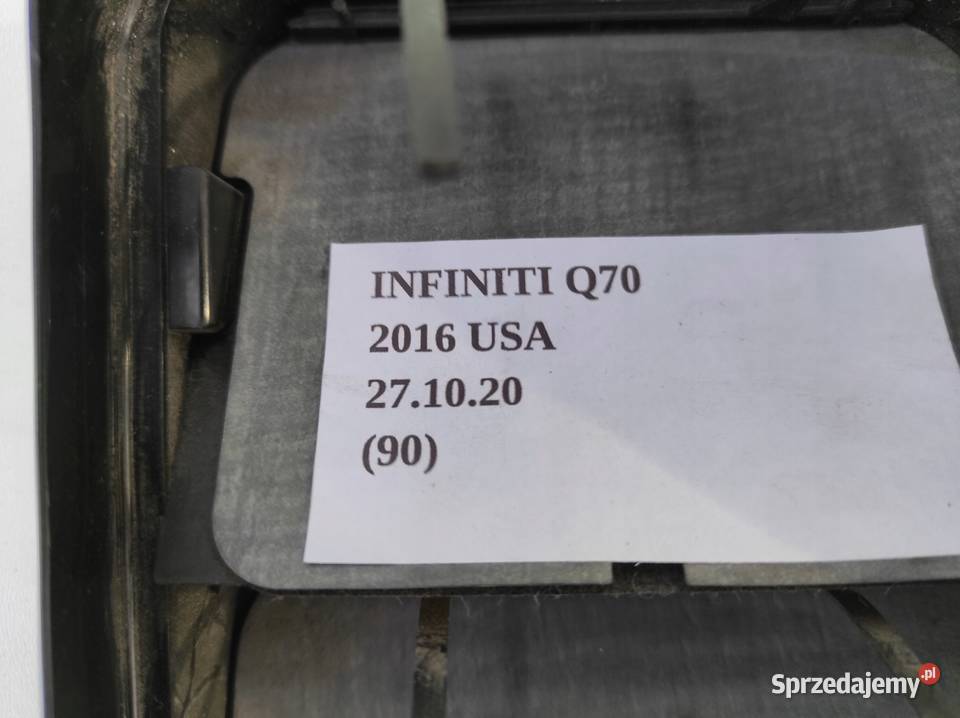 INFINITI Q70
2016 USA
27.10.20
(90)
Sprzedajemy.pl